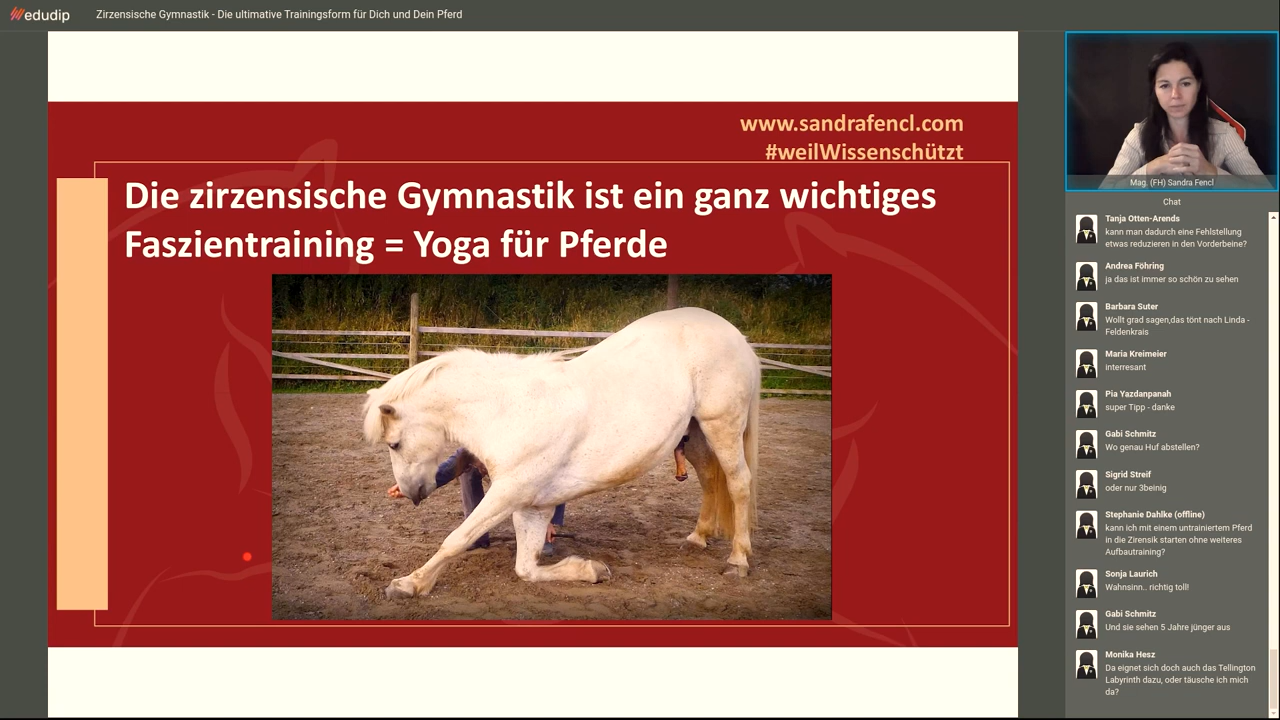 edudip
Zirzensische Gymnastik - Die ultimative Trainingsform für Dich und Dein Pferd
www.sandrafencl.com
#weilWissenschützt
Die zirzensische Gymnastik ist ein ganz wichtiges
Faszientraining = Yoga für Pferde
Mag. (FH) Sandra Fencl
Chat
Tanja Otten-Arends
kann man dadurch eine Fehlstellung
etwas reduzieren in den Vorderbeine?
Andrea Föhring
ja das ist immer so schön zu sehen
Barbara Suter
Wollt grad sagen,das tönt nach Linda -
Feldenkrais
Maria Kreimeier
interresant
Pia Yazdanpanah
super Tipp - danke
Gabi Schmitz
Wo genau Huf abstellen?
Sigrid Streif
oder nur 3beinig
Stephanie Dahlke (offline)
kann ich mit einem untrainiertem Pferd
in die Zirensik starten ohne weiteres
Aufbautraining?
Sonja Laurich
Wahnsinn.. richtig toll!
Gabi Schmitz
Und sie sehen 5 Jahre jünger aus
Monika Hesz
Da eignet sich doch auch das Tellington
Labyrinth dazu, oder täusche ich mich
da?